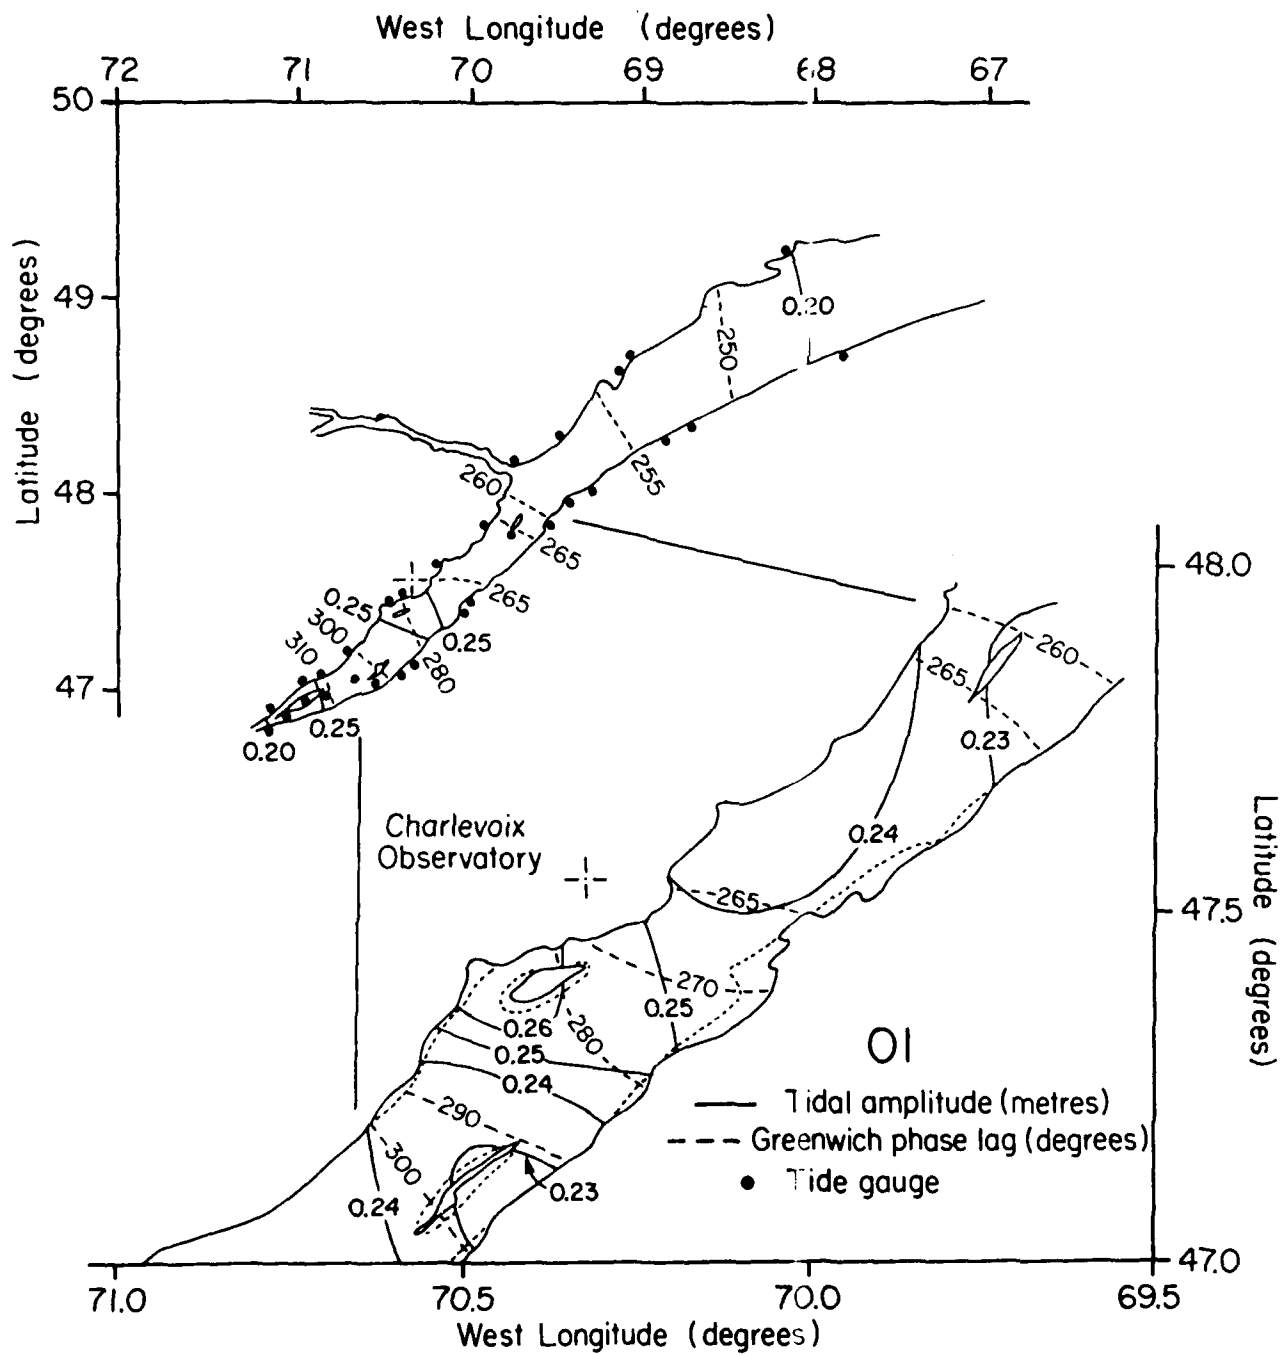 West Longitude (degrees)
72 71 70 69 68 67
50
49
48
47
Latitude (degrees)
0.20
250
255
260
265
265
0.25
300
310
0.25
280
0.25
0.20
48.0
47.5
47.0
Latitude (degrees)
260
265
0.23
0.24
Charlevoix
Observatory
265
270
0.25
0.26
280
0.25
0.24
290
300
0.23
0.24
O1
Tidal amplitude (metres)
Greenwich phase lag (degrees)
Tide gauge
71.0 70.5 70.0 69.5
West Longitude (degrees)